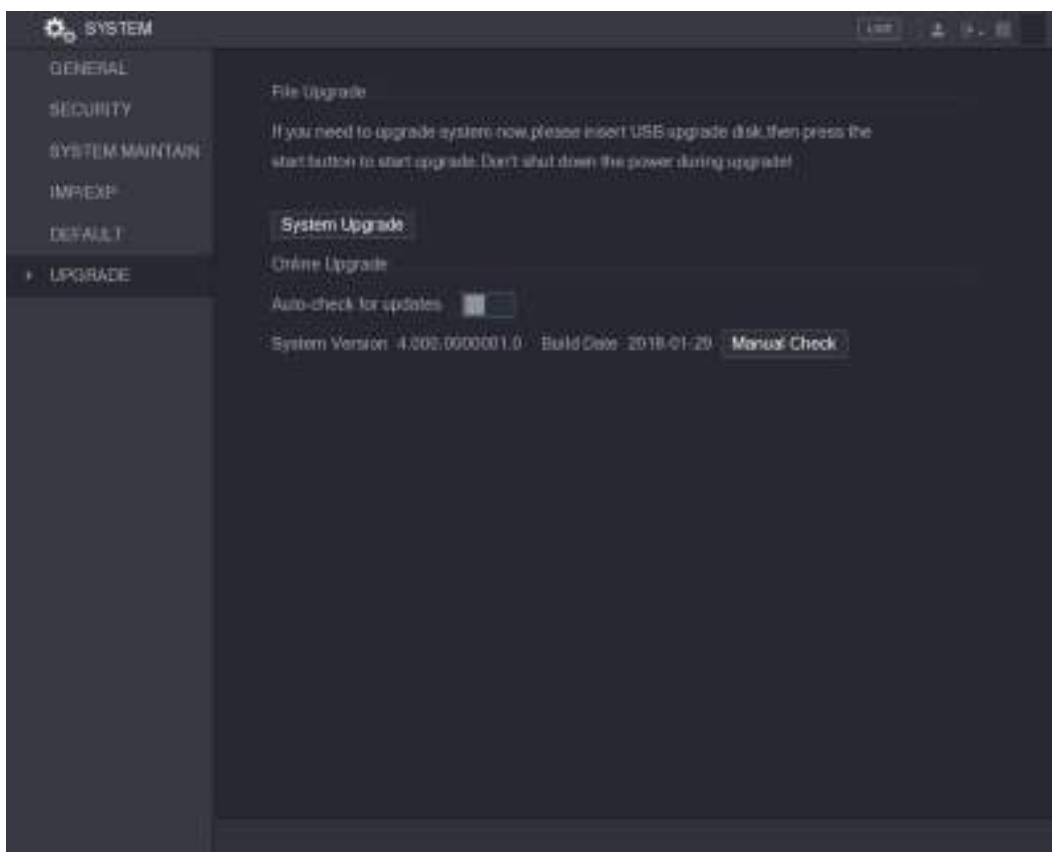 SYSTEM
LIVE
GENERAL
SECURITY
SYSTEM MAINTAIN
IMP/EXP
DEFAULT
UPGRADE
File Upgrade
If you need to upgrade system now,please insert USB upgrade disk,then press the
start button to start upgrade.Don't shut down the power during upgrade!
System Upgrade
Online Upgrade
Auto-check for updates
System Version 4.000.0000001.0 Build Date 2018-01-29 Manual Check